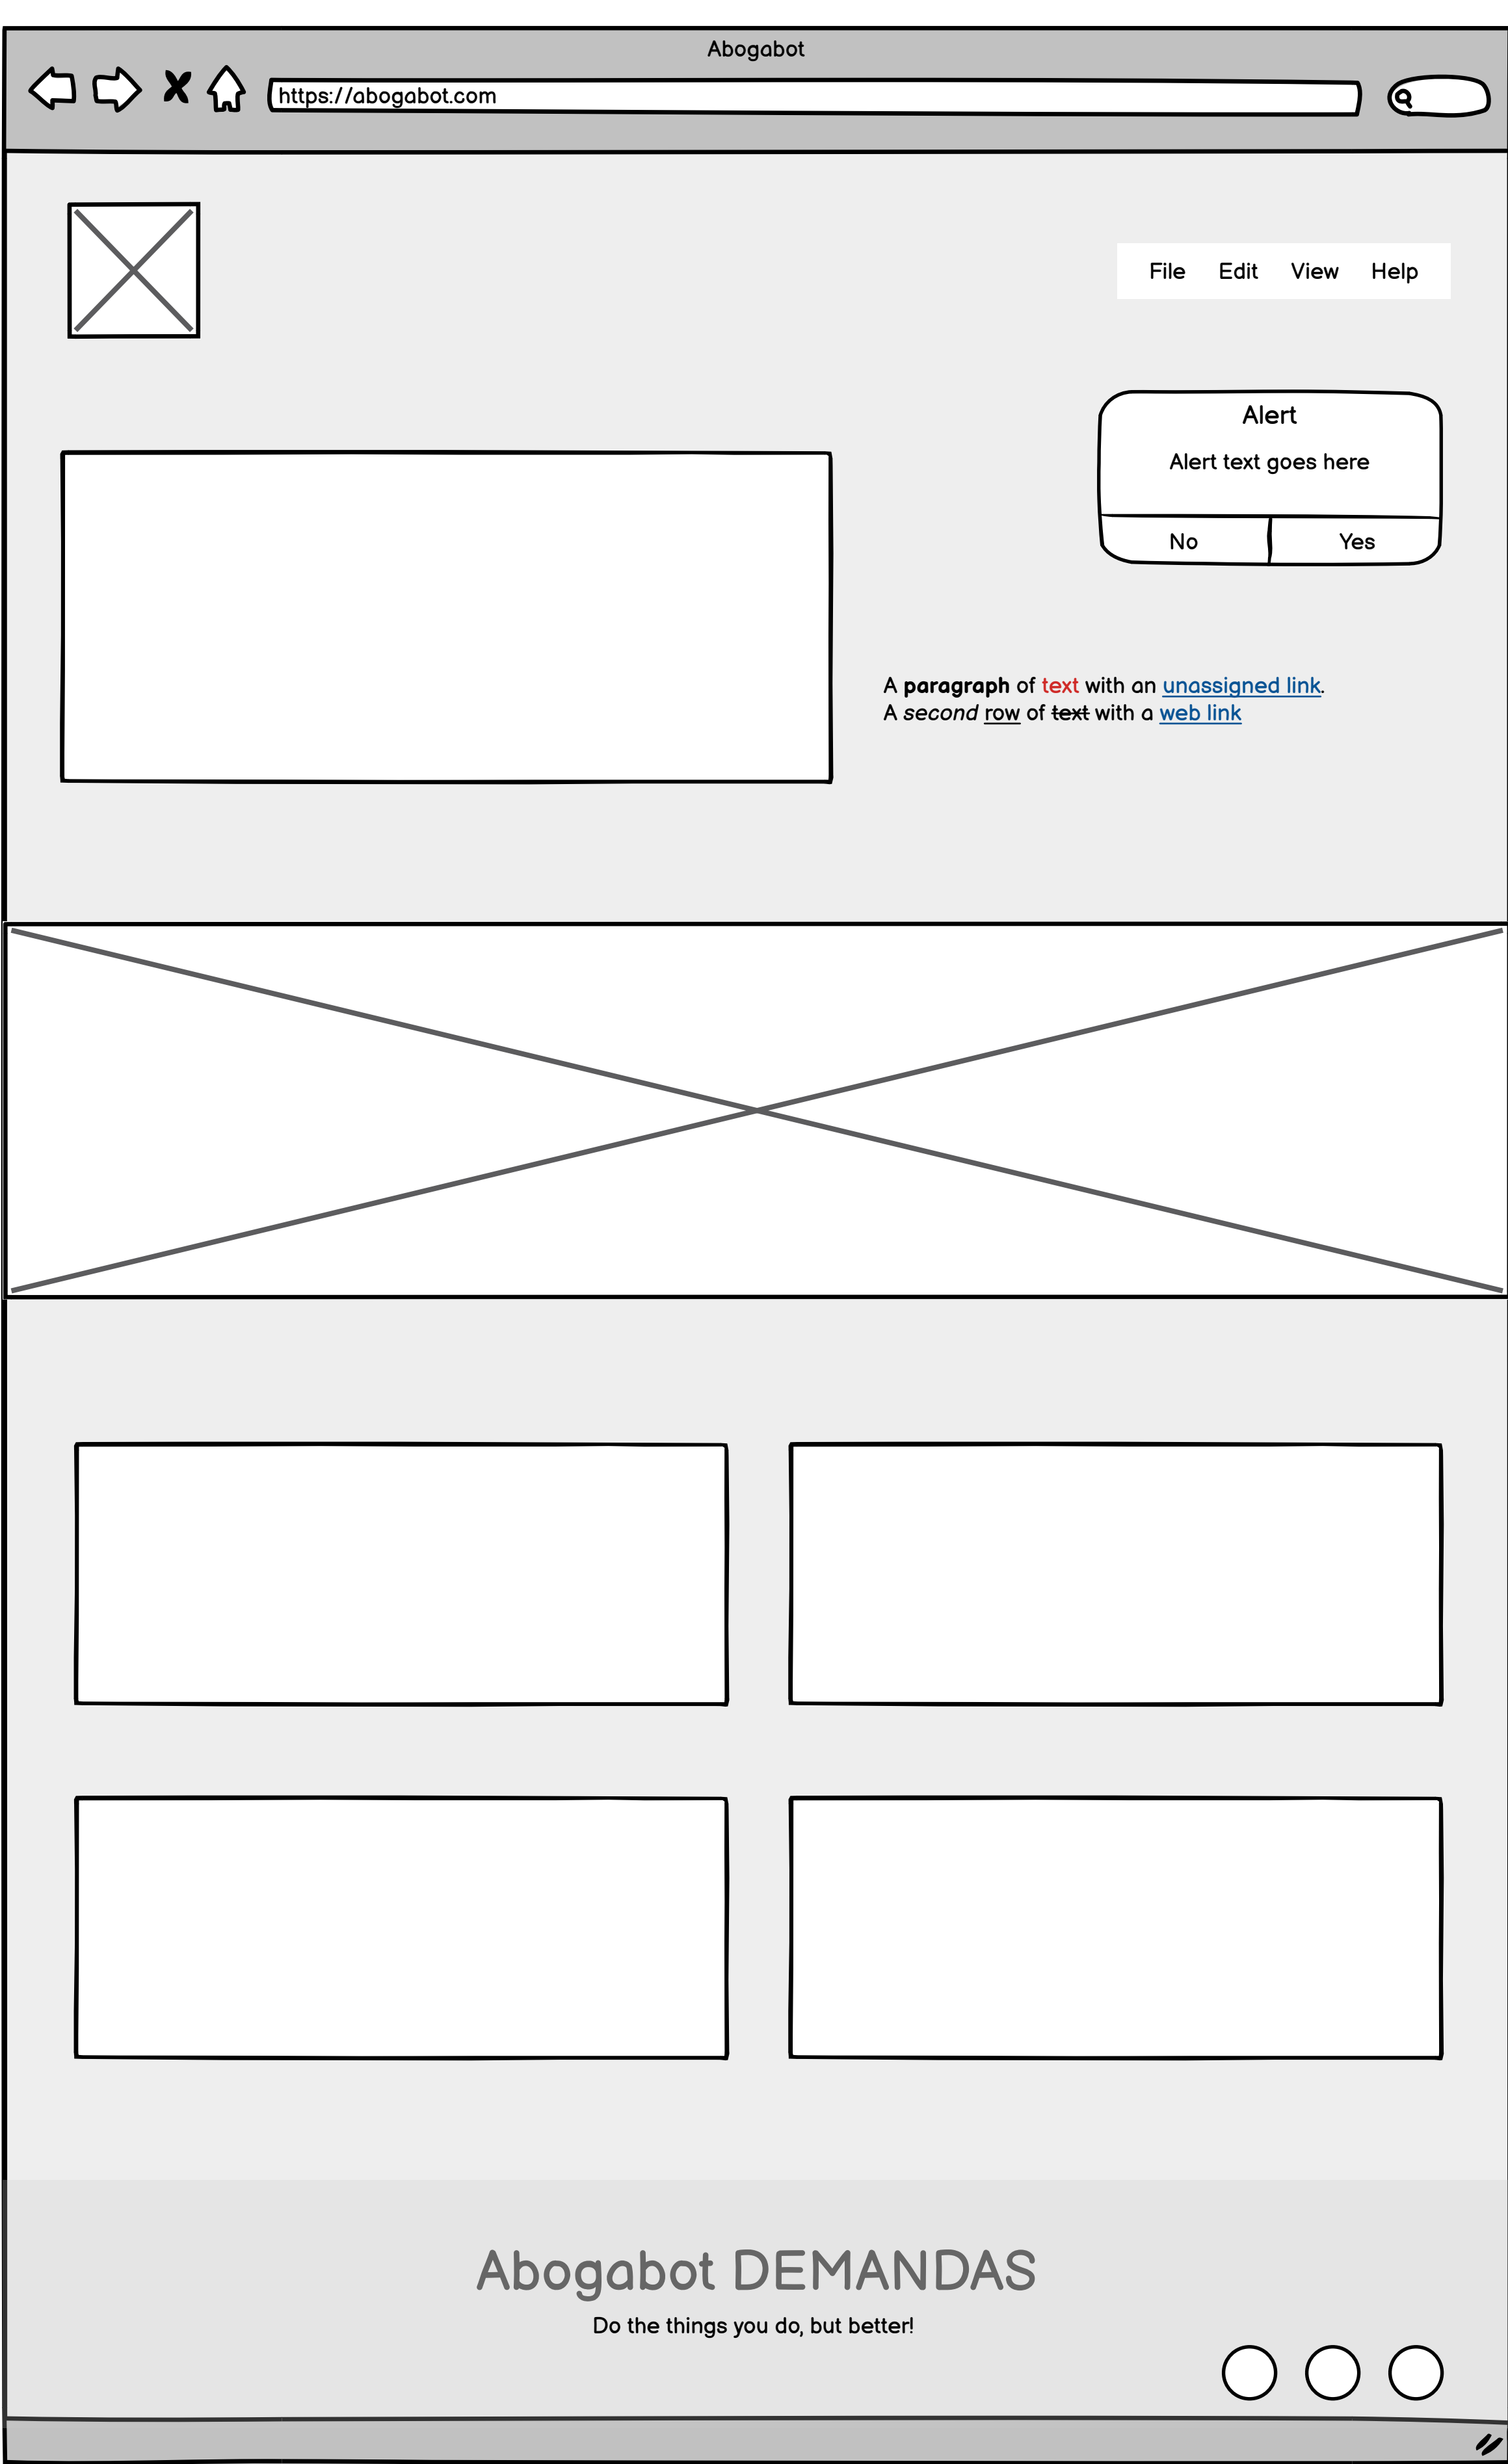 Abogabot
https://abogabot.com
File Edit View Help
Alert
Alert text goes here
No Yes
A paragraph of text with an unassigned link.
A second row of text with a web link
Abogabot DEMANDAS
Do the things you do, but better!